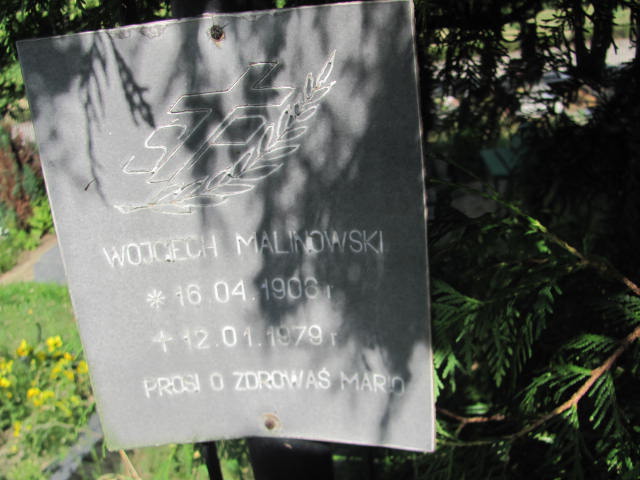 WOJCIECH MALINOWSKI
* 16.04.1906 r
+ 12.01.1979 r
PROSI O ZDROWAŚ MARIO